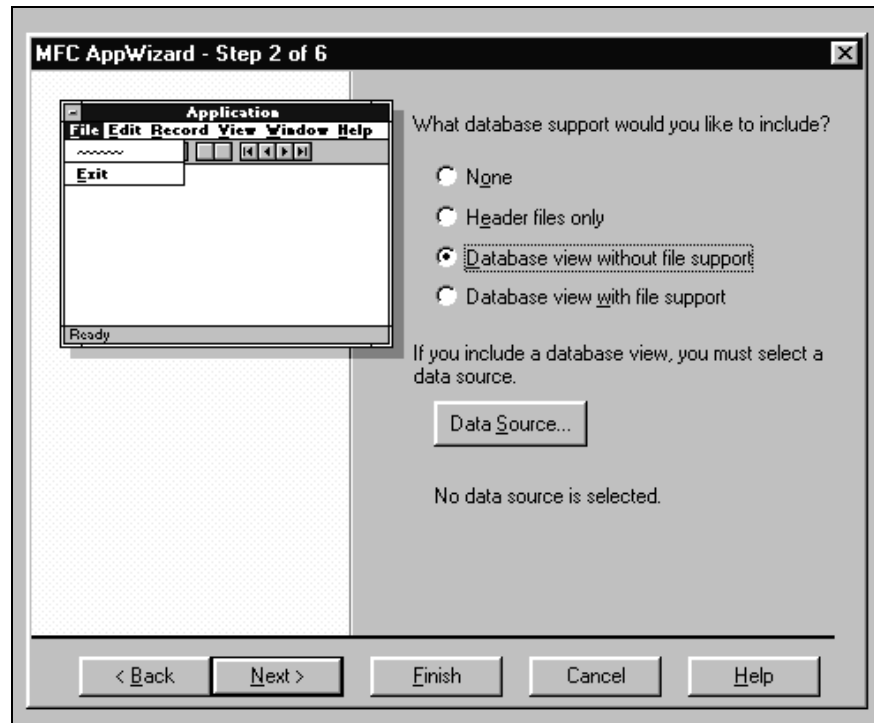 MFC AppWizard - Step 2 of 6
Application
File Edit Record View Window Help
Exit
Ready
What database support would you like to include?
None
Header files only
Database view without file support
Database view with file support
If you include a database view, you must select a
data source.
Data Source...
No data source is selected.
< Back
Next >
Finish
Cancel
Help